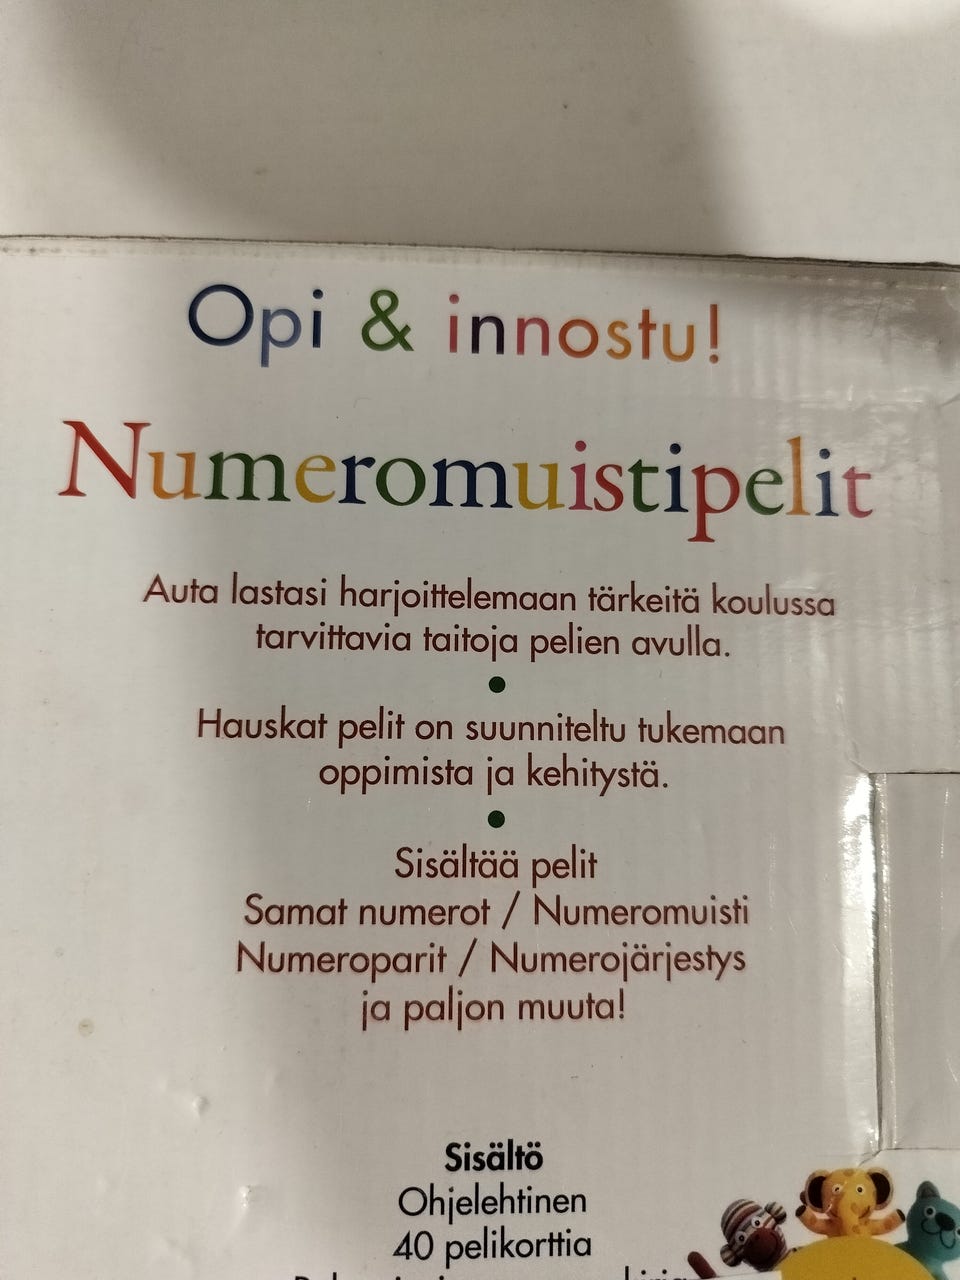 Opi & innostu!
Numeromuistipelit
Auta lastasi harjoittelemaan tärkeitä koulussa
tarvittavia taitoja pelien avulla.
•
Hauskat pelit on suunniteltu tukemaan
oppimista ja kehitystä.
•
Sisältää pelit
Samat numerot / Numeromuisti
Numeroparit / Numerojärjestys
ja paljon muuta!
Sisältö
Ohjelehtinen
40 pelikorttia